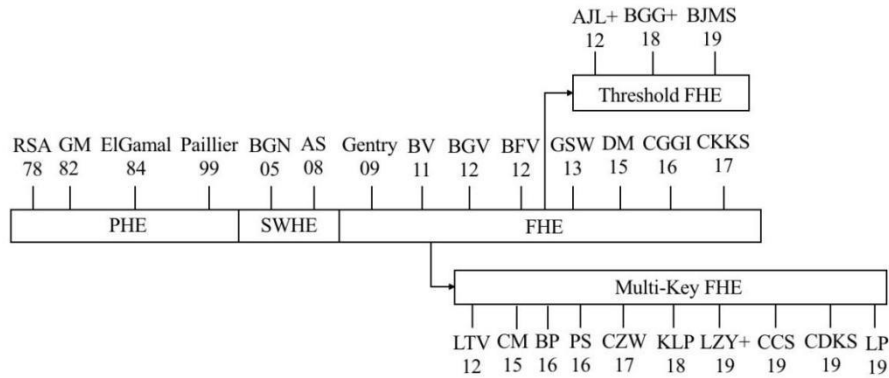 AJL+ BGG+ BJMS
12 18 19
Threshold FHE
RSA GM ElGamal Paillier BGN AS Gentry BV BGV BFV GSW DM CGGI CKKS
78 82 84 99 05 08 09 11 12 12 13 15 16 17
PHE SWHE FHE
Multi-Key FHE
LTV CM BP PS CZW KLP LZY+ CCS CDKS LP
12 15 16 16 17 18 19 19 19 19